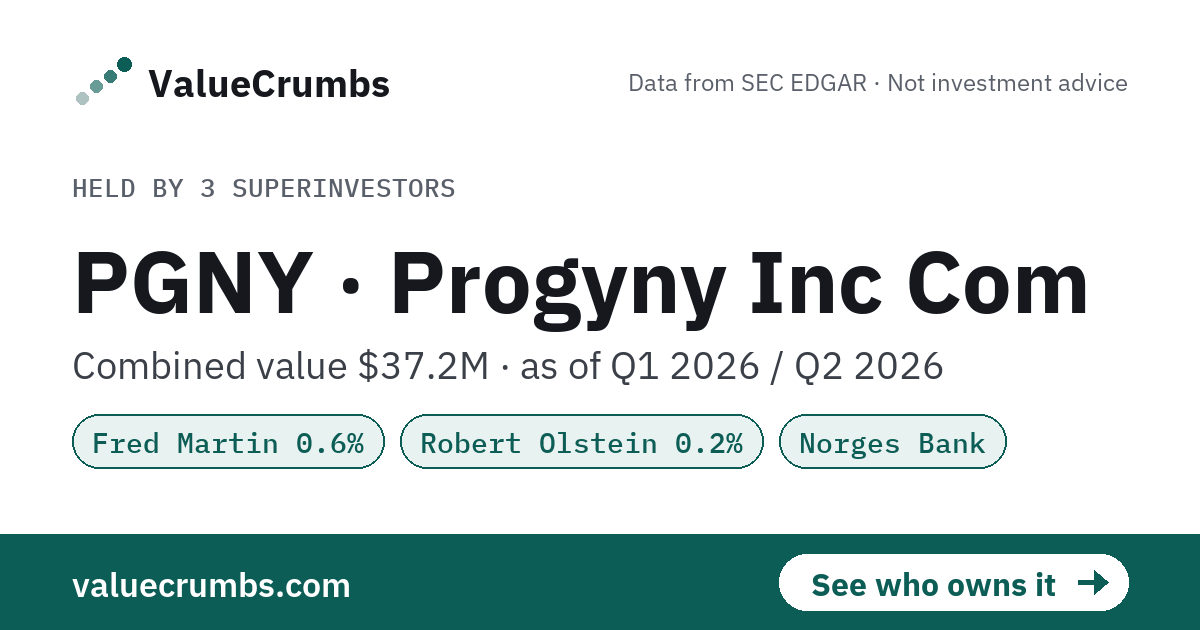 ValueCrumbs
Data from SEC EDGAR · Not investment advice
HELD BY 3 SUPERINVESTORS
PGNY · Progyny Inc Com
Combined value $37.2M · as of Q1 2026 / Q2 2026
Fred Martin 0.6%
Robert Olstein 0.2%
Norges Bank
valuecrumbs.com
See who owns it